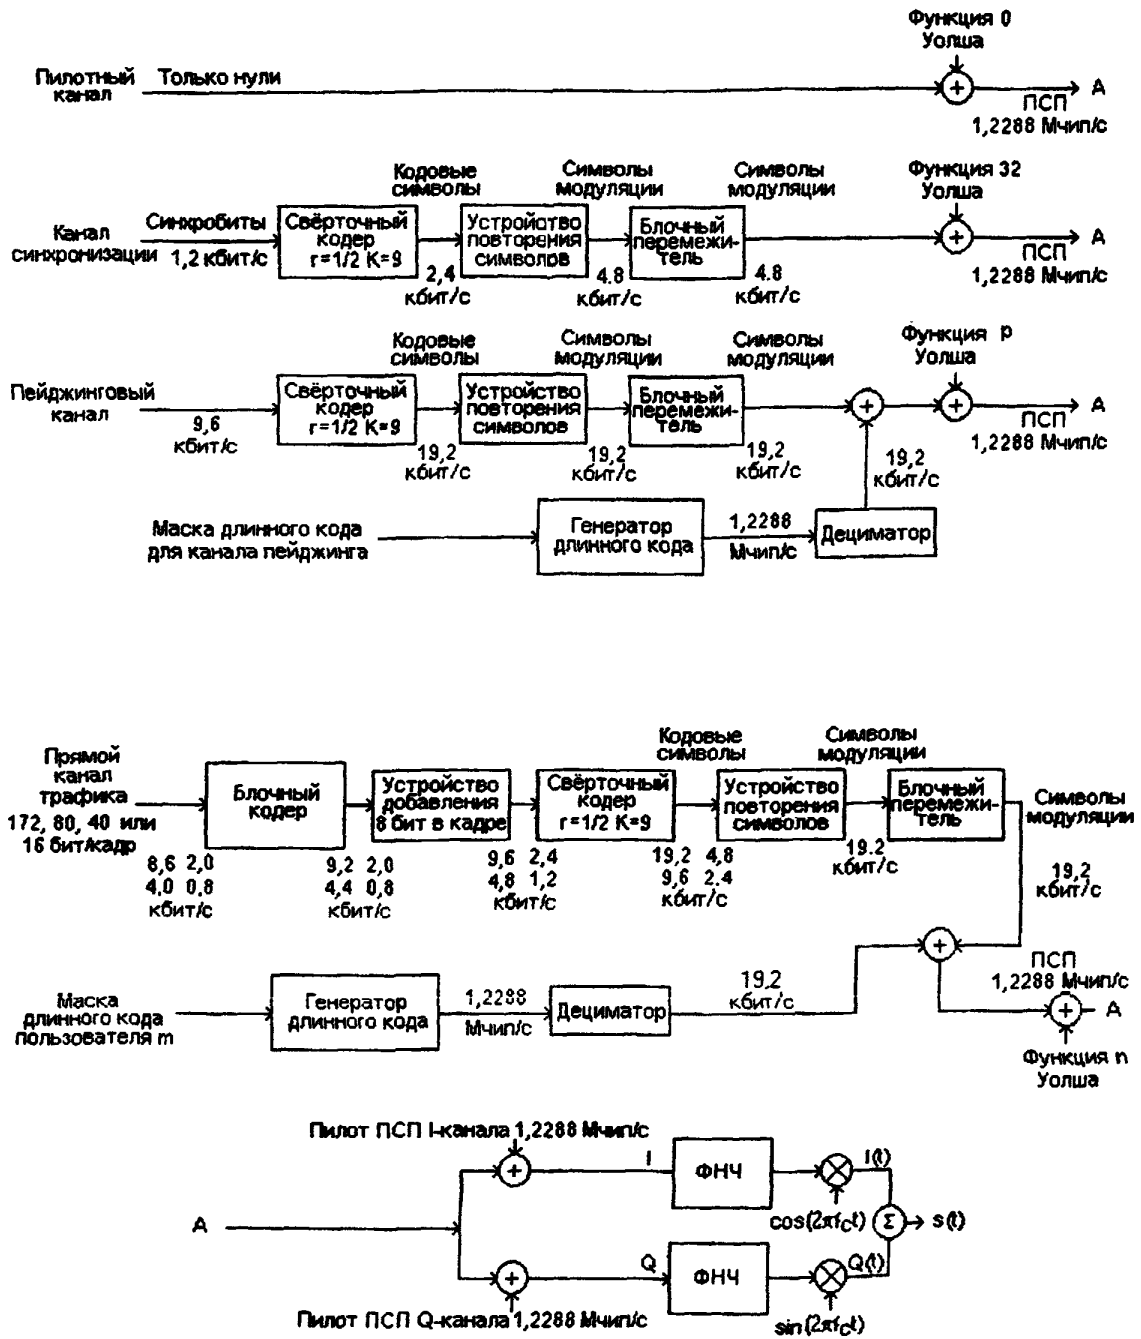 Функция 0
Уолша
Пилотный
канал
Только нули
+
A
ПСП
1,2288 Мчип/с
Кодовые
символы
Символы
модуляции
Символы
модуляции
Функция 32
Уолша
Канал
синхронизации
Синхробиты
1,2 кбит/с
Свёрточный
кодер
r=1/2 K=9
Устройство
повторения
символов
Блочный
перемежи-
тель
+
A
ПСП
1,2288 Мчип/с
2,4
кбит/с
4.8
кбит/с
4.8
кбит/с
Кодовые
символы
Символы
модуляции
Символы
модуляции
Функция p
Уолша
Пейджинговый
канал
9,6
кбит/с
Свёрточный
кодер
r=1/2 K=9
Устройство
повторения
символов
Блочный
перемежи-
тель
+
+
A
ПСП
1,2288 Мчип/с
19,2
кбит/с
19,2
кбит/с
19,2
кбит/с
19,2
кбит/с
Маска длинного кода
для канала пейджинга
Генератор
длинного кода
1,2288
Мчип/с
Дециматор
Прямой
канал
трафика
172, 80, 40 или
16 бит/кадр
Блочный
кодер
Устройство
добавления
8 бит в кадре
Свёрточный
кодер
r=1/2 K=9
Кодовые
символы
Устройство
повторения
символов
Символы
модуляции
Блочный
перемежи-
тель
Символы
модуляции
8,6 2,0
4,0 0,8
кбит/с
9,2 2,0
4,4 0,8
кбит/с
9,6 2,4
4,8 1,2
кбит/с
19,2 4,8
9,6 2.4
кбит/с
19.2
кбит/с
19,2
кбит/с
Маска
длинного кода
пользователя m
Генератор
длинного кода
1,2288
Мчип/с
Дециматор
19,2
кбит/с
+
ПСП
1,2288 Мчип/с
+
A
Функция n
Уолша
Пилот ПСП I-канала 1,2288 Мчип/с
+
I
ФНЧ
I(t)
cos(2πfct)
A
Σ
s(t)
+
Q
ФНЧ
Q(t)
Пилот ПСП Q-канала 1,2288 Мчип/с
sin(2πfct)